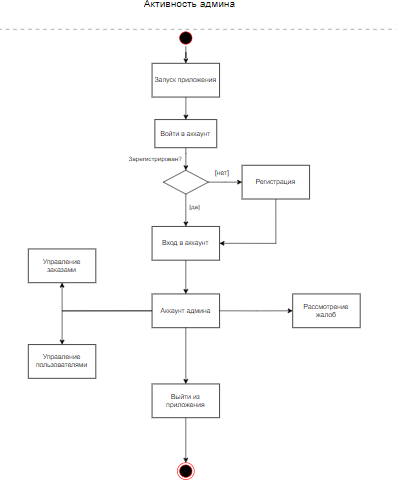 Активность админа
Запуск приложения
Войти в аккаунт
Зарегистрирован?
[нет]
Регистрация
[да]
Вход в аккаунт
Управление
заказами
Аккаунт админа
Рассмотрение
жалоб
Управление
пользователями
Выйти из
приложения